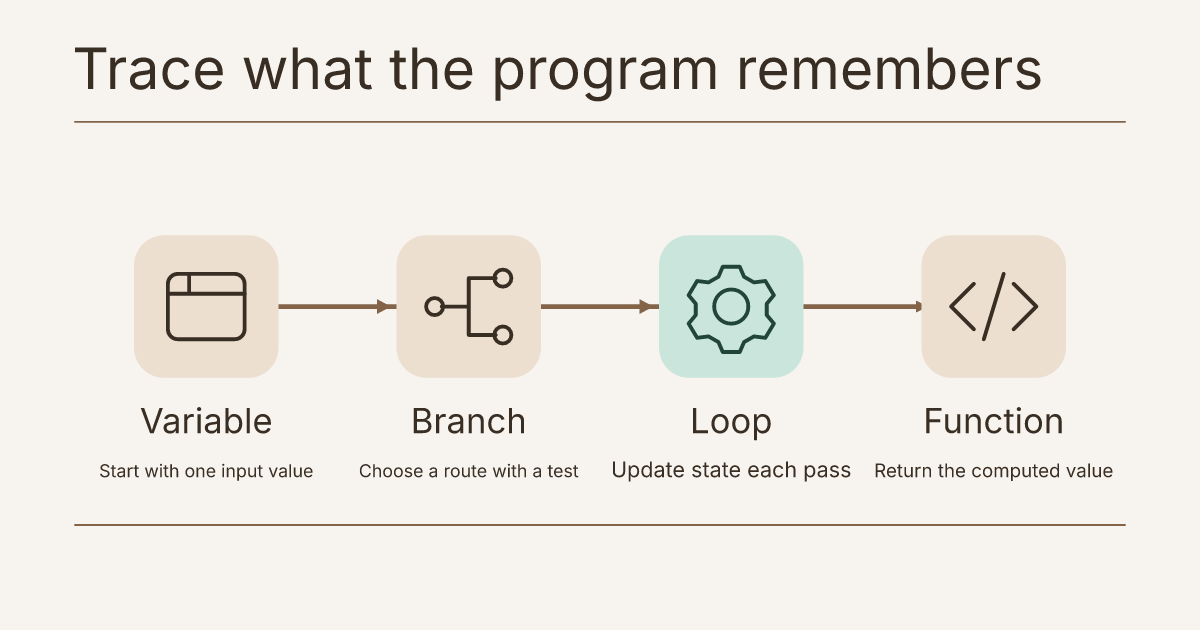 Trace what the program remembers
Variable
Branch
Loop
Function
Start with one input value
Choose a route with a test
Update state each pass
Return the computed value